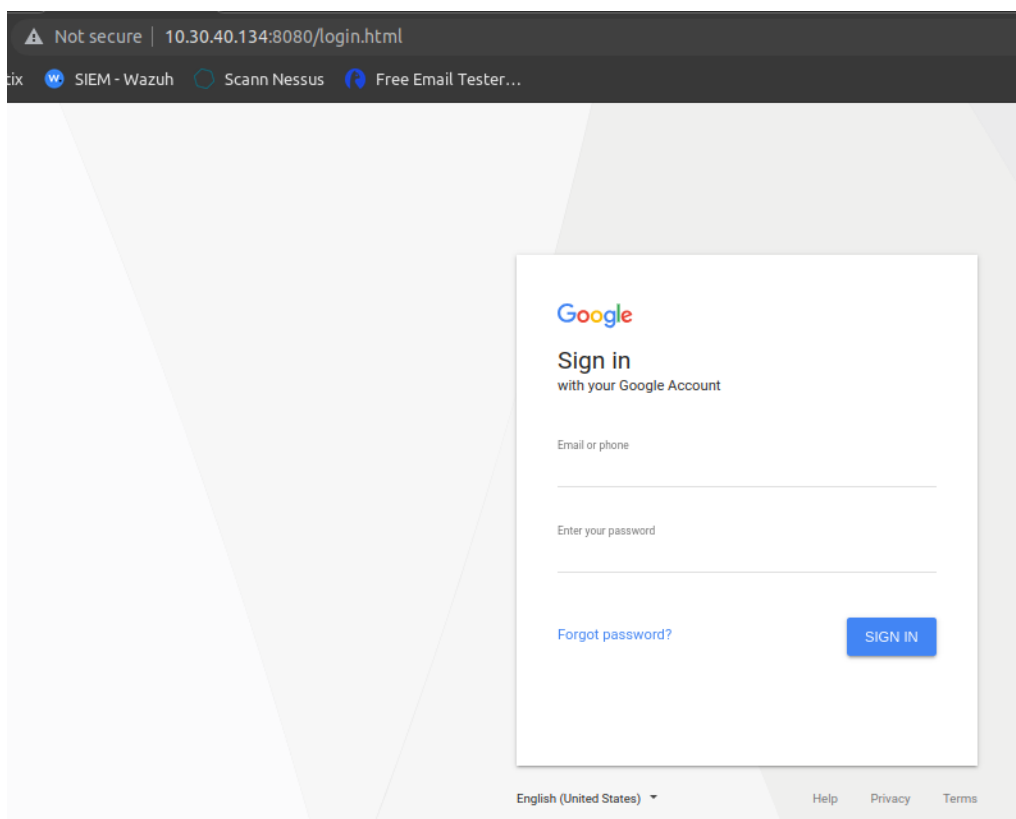 Not secure | 10.30.40.134:8080/login.html
tix SIEM - Wazuh Scann Nessus Free Email Tester...
Google
Sign in
with your Google Account
Email or phone
Enter your password
Forgot password? SIGN IN
English (United States) Help Privacy Terms